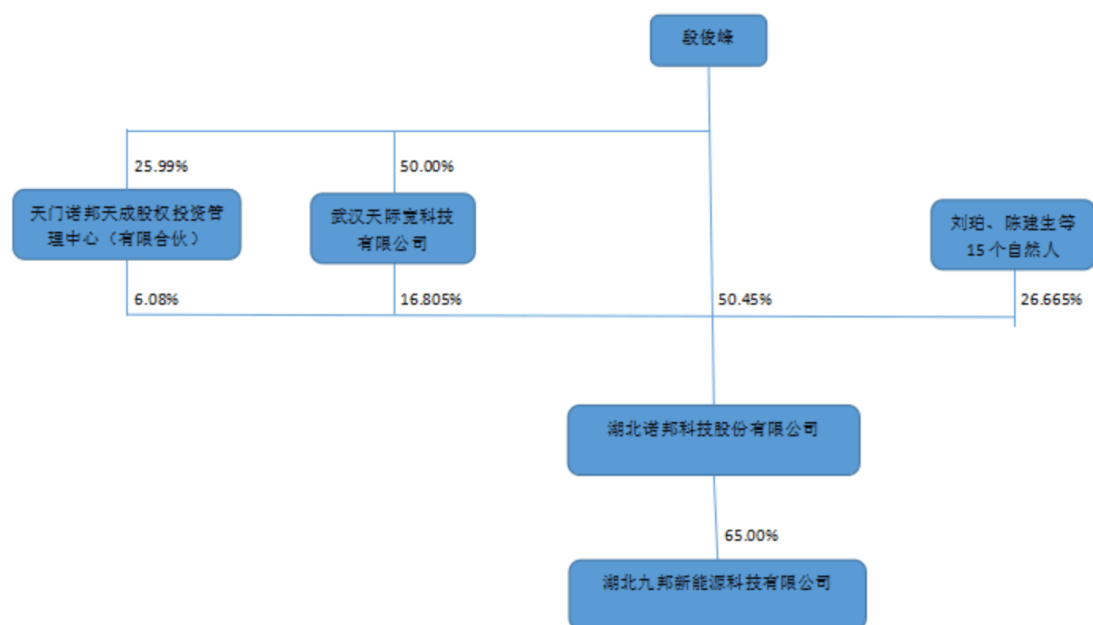 段俊峰
25.99%
50.00%
天门诺邦天成股权投资管
理中心（有限合伙）
武汉天际宽科技
有限公司
刘珀、陈建生等
15个自然人
6.08%
16.805%
50.45%
26.665%
湖北诺邦科技股份有限公司
65.00%
湖北九邦新能源科技有限公司